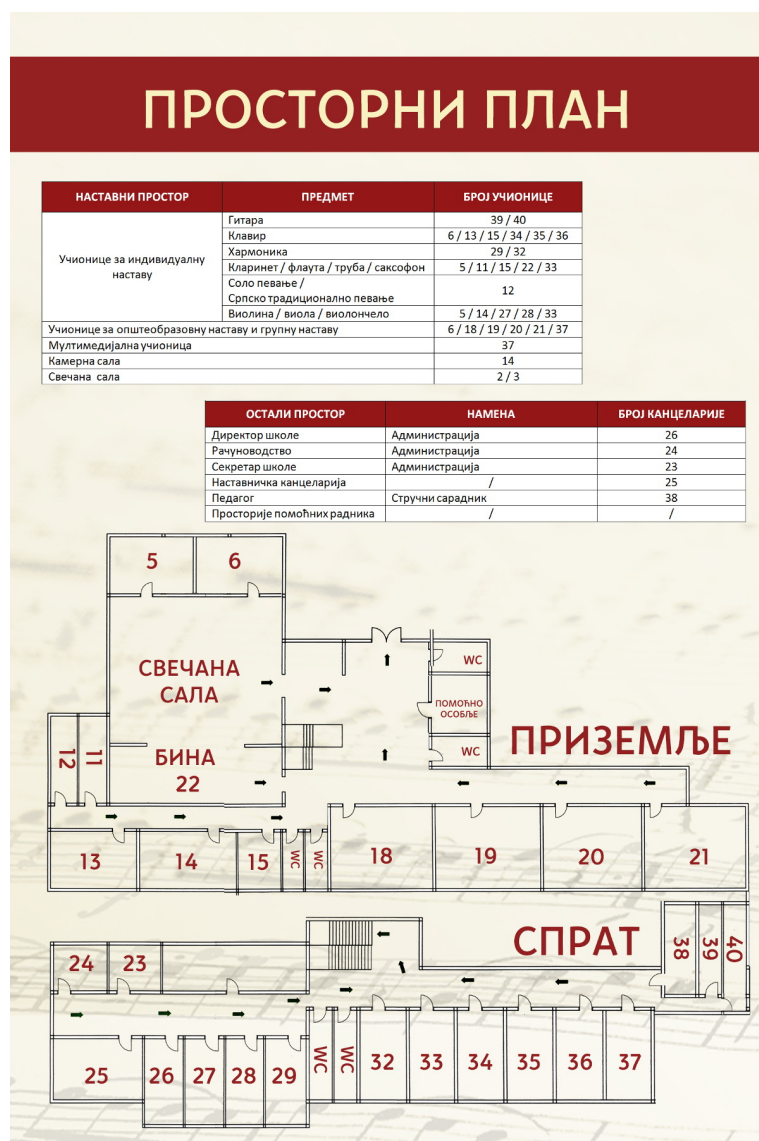 ПРОСТОРНИ ПЛАН
НАСТАВНИ ПРОСТОР ПРЕДМЕТ БРОЈ УЧИОНИЦЕ
Учионице за индивидуалну наставу
Гитара 39 / 40
Клавир 6 / 13 / 15 / 34 / 35 / 36
Хармоника 29 / 32
Кларинет / флаута / труба / саксофон 5 / 11 / 15 / 22 / 33
Соло певање /
Српско традиционално певање 12
Виолина / виола / виолончело 5 / 14 / 27 / 28 / 33
Учионице за општеобразовну наставу и групну наставу 6 / 18 / 19 / 20 / 21 / 37
Мултимедијална учионица 37
Камерна сала 14
Свечана сала 2 / 3
ОСТАЛИ ПРОСТОР НАМЕНА БРОЈ КАНЦЕЛАРИЈЕ
Директор школе Администрација 26
Рачуноводство Администрација 24
Секретар школе Администрација 23
Наставничка канцеларија / 25
Педагог Стручни сарадник 38
Просторије помоћних радника / /
5 6
СВЕЧАНА
САЛА
WC
ПОМОЋНО
ОСОБЉЕ
WC
ПРИЗЕМЉЕ
12 11
БИНА
22
13 14 15 WC WC 18 19 20 21
СПРАТ
38 39 40
24 23
25 26 27 28 29 WC WC 32 33 34 35 36 37